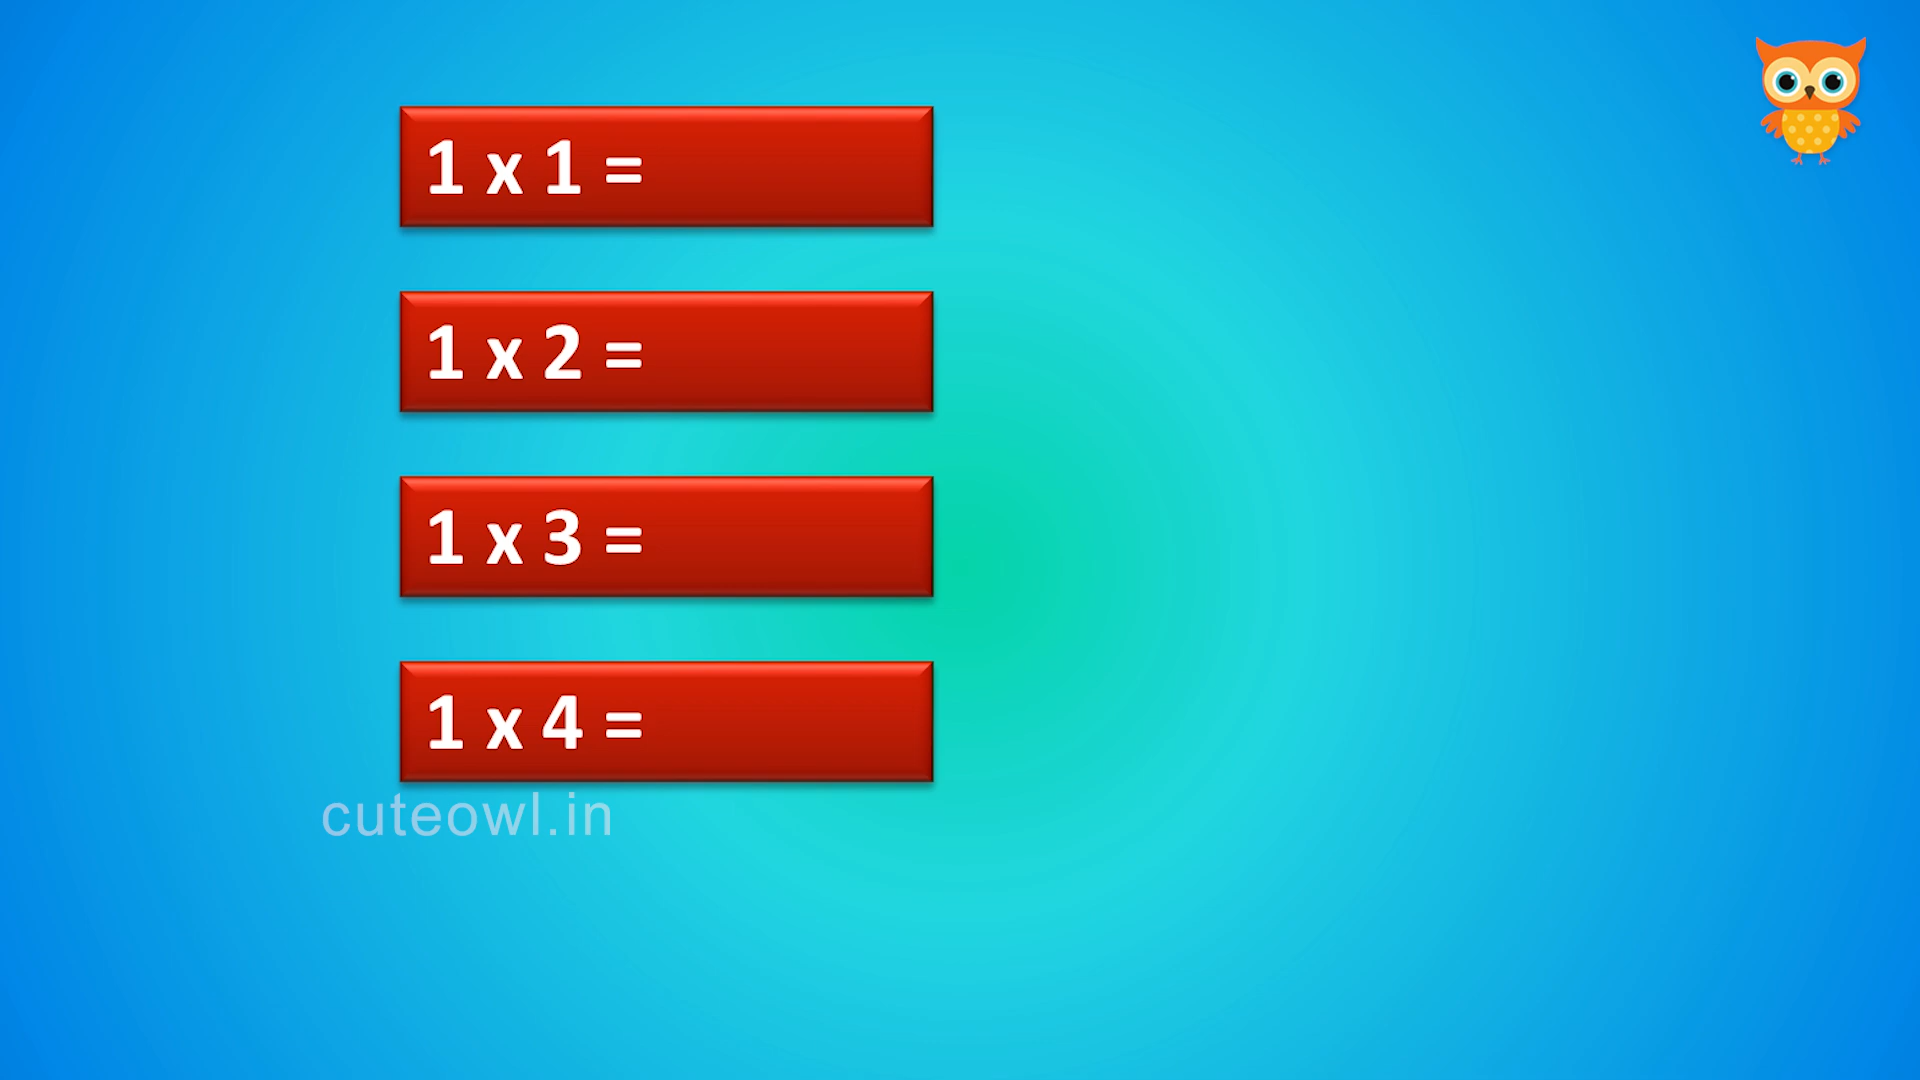 1 x 1 =
1 x 2 =
1 x 3 =
1 x 4 =
cuteowl.in